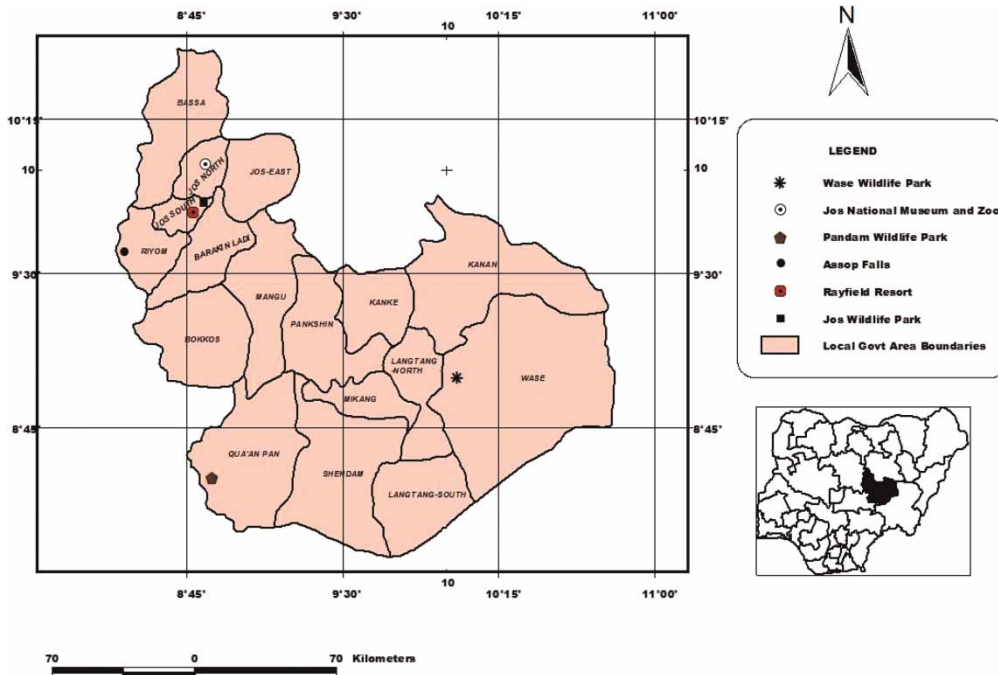 8°45' 9°30' 10°15' 11°00'
10
N
BASSA
10°15' 10°15'
10 10
JOS NORTH
JOS-EAST
JOS SOUTH
RIYOM
BARAKIN LADI
KANAN
9°30' 9°30'
MANGU
KANKE
PANKSHIN
BOKKOS
LANGTANG
-NORTH
WASE
MIKANG
8°45' 8°45'
QUA'AN PAN
SHENDAM
LANGTANG-SOUTH
8°45' 9°30' 10 10°15' 11°00'
LEGEND
Wase Wildlife Park
Jos National Museum and Zoo
Pandam Wildlife Park
Assop Falls
Rayfield Resort
Jos Wildlife Park
Local Govt Area Boundaries
70 0 70 Kilometers